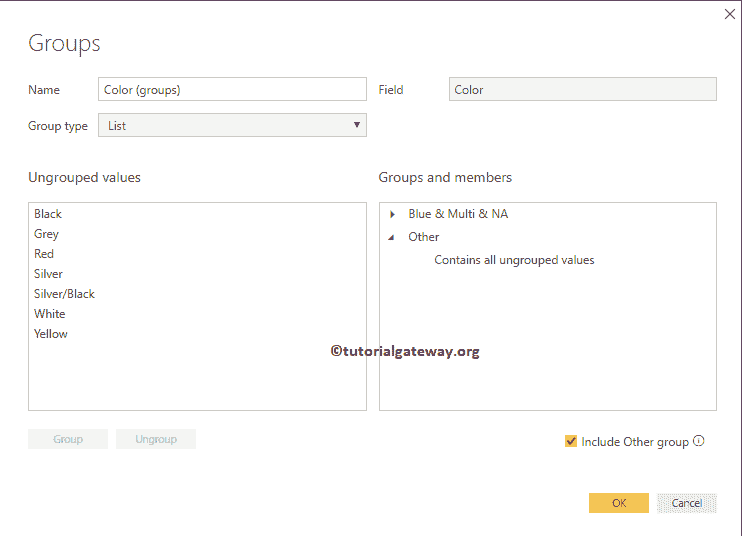 Groups
Name Color (groups) Field Color
Group type List
Ungrouped values
Groups and members
Black
Grey
Red
Silver
Silver/Black
White
Yellow
Blue & Multi & NA
Other
Contains all ungrouped values
©tutorialgateway.org
Group Ungroup
Include Other group
OK Cancel